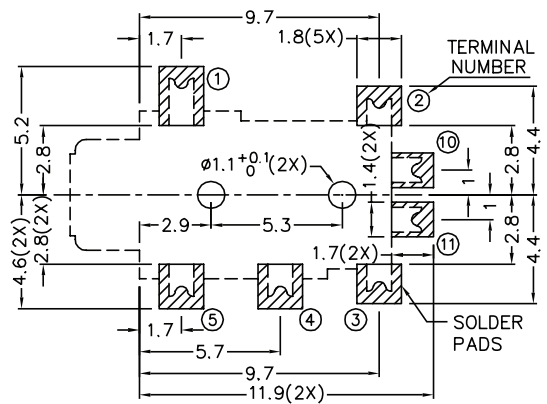 9.7
1.7
1.8(5X)
TERMINAL
NUMBER
1
2
5.2
2.8
ø1.1 +0.1 0 (2X)
1.4(2X)
10
2.8
4.4
1
2.9
5.3
1
4.6(2X)
2.8(2X)
1.7(2X)
11
2.8
4.4
1.7
5
4
3
SOLDER
PADS
5.7
9.7
11.9(2X)